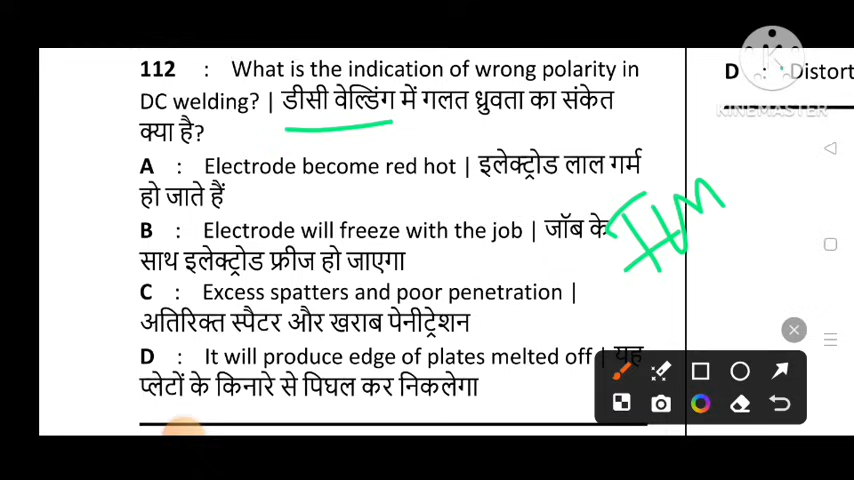 112 : What is the indication of wrong polarity in
DC welding? | डीसी वेल्डिंग में गलत ध्रुवता का संकेत
क्या है?
A : Electrode become red hot | इलेक्ट्रोड लाल गर्म
हो जाते हैं
B : Electrode will freeze with the job | जॉब के
साथ इलेक्ट्रोड फ्रीज हो जाएगा
C : Excess spatters and poor penetration |
अतिरिक्त स्पैटर और खराब पेनीट्रेशन
D : It will produce edge of plates melted off | यह
प्लेटों के किनारे से पिघल कर निकलेगा
D : Distort
KINEMASTER